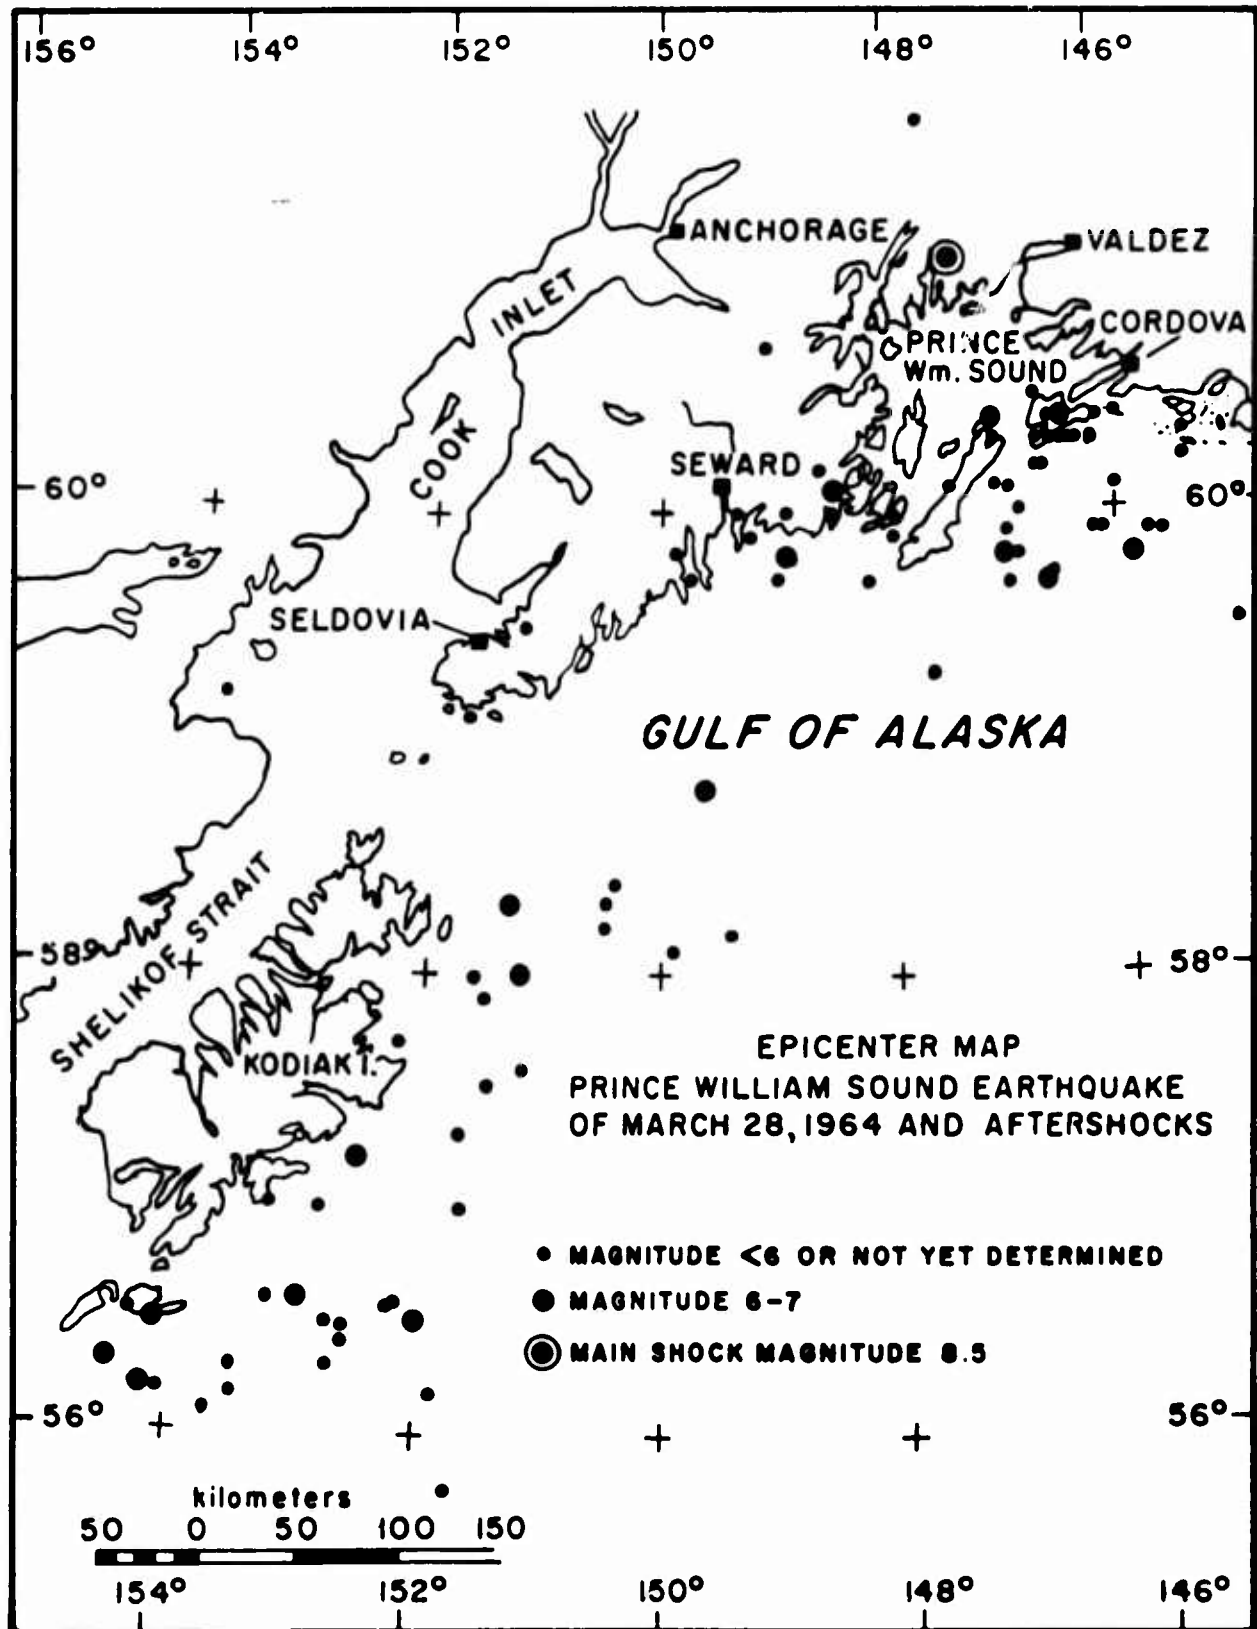 156° 154° 152° 150° 148° 146°
ANCHORAGE
VALDEZ
INLET
CORDOVA
PRINCE
Wm. SOUND
COOK
SEWARD
60° 60°
SELDOVIA
GULF OF ALASKA
SHELIKOF STRAIT
58° 58°
KODIAK I.
EPICENTER MAP
PRINCE WILLIAM SOUND EARTHQUAKE
OF MARCH 28, 1964 AND AFTERSHOCKS
MAGNITUDE <6 OR NOT YET DETERMINED
MAGNITUDE 6-7
MAIN SHOCK MAGNITUDE 8.5
56° 56°
kilometers
50 0 50 100 150
154° 152° 150° 148° 146°